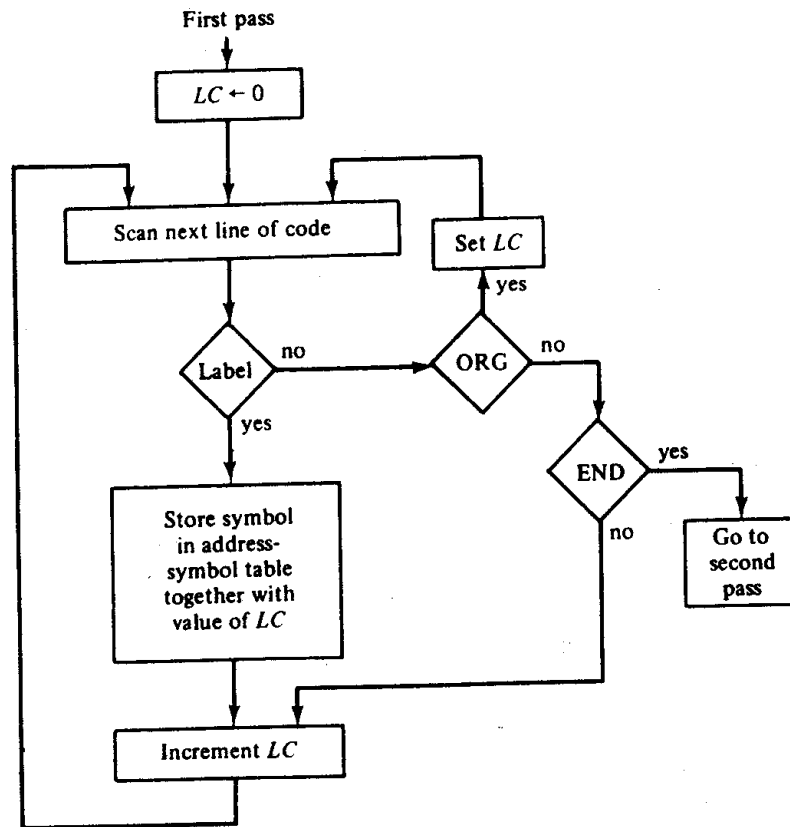 First pass
LC ← 0
Scan next line of code
Set LC
yes
Label
no
ORG
no
yes
END
yes
no
Store symbol
in address-
symbol table
together with
value of LC
Go to
second
pass
Increment LC